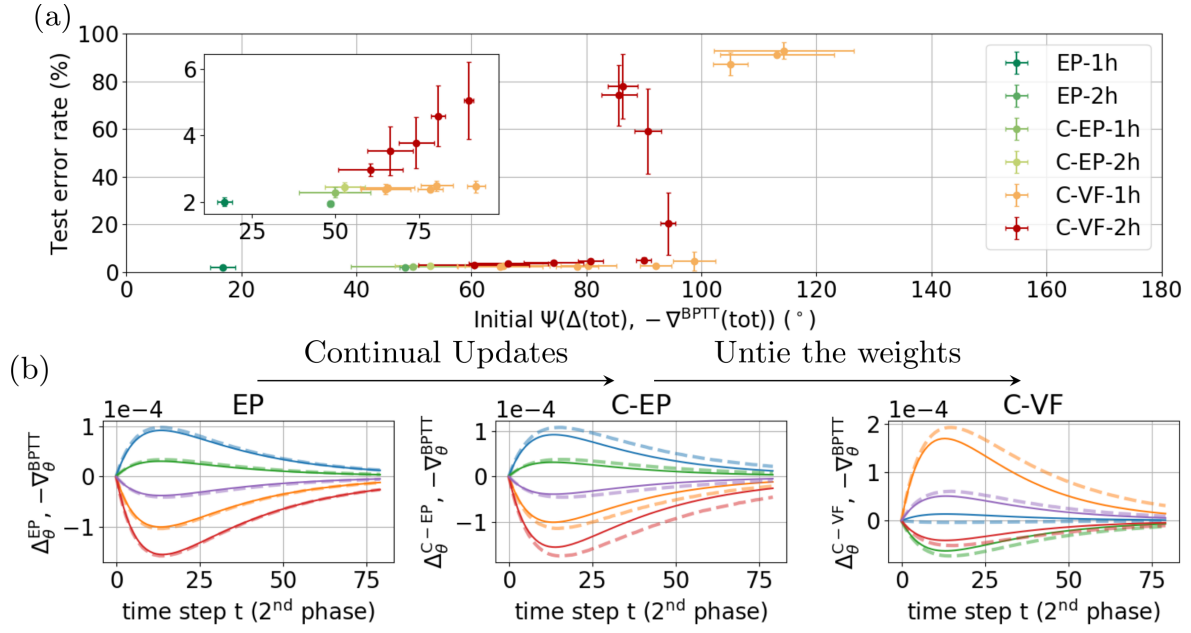 (a)
Test error rate (%)
100
80
60
40
20
0
6
4
2
25
50
75
EP-1h
EP-2h
C-EP-1h
C-EP-2h
C-VF-1h
C-VF-2h
0 20 40 60 80 100 120 140 160 180
Initial Ψ(Δ(tot), −∇^BPTT(tot)) (°)
(b)
Continual Updates
Untie the weights
1e−4
EP
Δ_θ^EP, −∇_θ^BPTT
1
0
−1
0 25 50 75
time step t (2nd phase)
1e−4
C-EP
Δ_θ^C−EP, −∇_θ^BPTT
1
0
−1
0 25 50 75
time step t (2nd phase)
1e−4
C-VF
Δ_θ^C−VF, −∇_θ^BPTT
2
0
0 25 50 75
time step t (2nd phase)